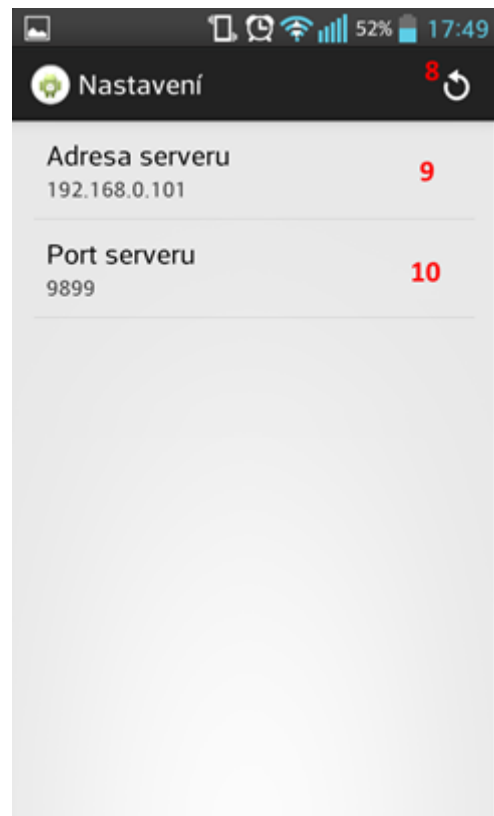 52% 17:49
Nastavení 8
Adresa serveru
192.168.0.101 9
Port serveru
9899 10